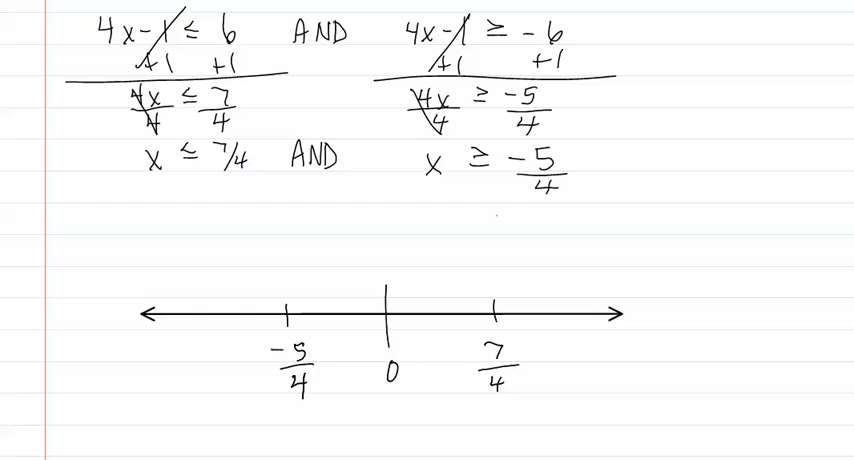 4x - 1 ≤ 6 AND 4x - 1 ≥ - 6
+1 +1 +1 +1
4x/4 ≤ 7/4 4x/4 ≥ -5/4
x ≤ 7/4 AND x ≥ -5/4
-5/4 0 7/4